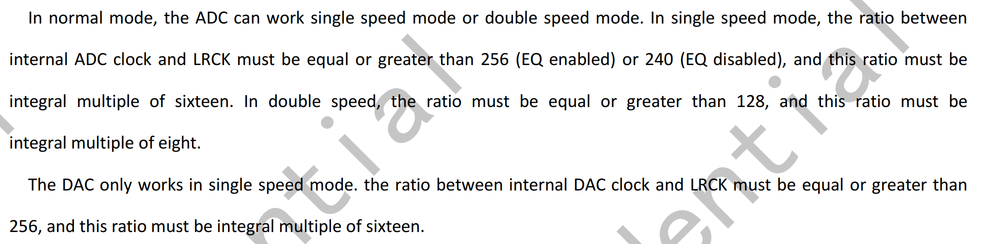 In normal mode, the ADC can work single speed mode or double speed mode. In single speed mode, the ratio between
internal ADC clock and LRCK must be equal or greater than 256 (EQ enabled) or 240 (EQ disabled), and this ratio must be
integral multiple of sixteen. In double speed, the ratio must be equal or greater than 128, and this ratio must be
integral multiple of eight.
The DAC only works in single speed mode. the ratio between internal DAC clock and LRCK must be equal or greater than
256, and this ratio must be integral multiple of sixteen.
ntial
dential